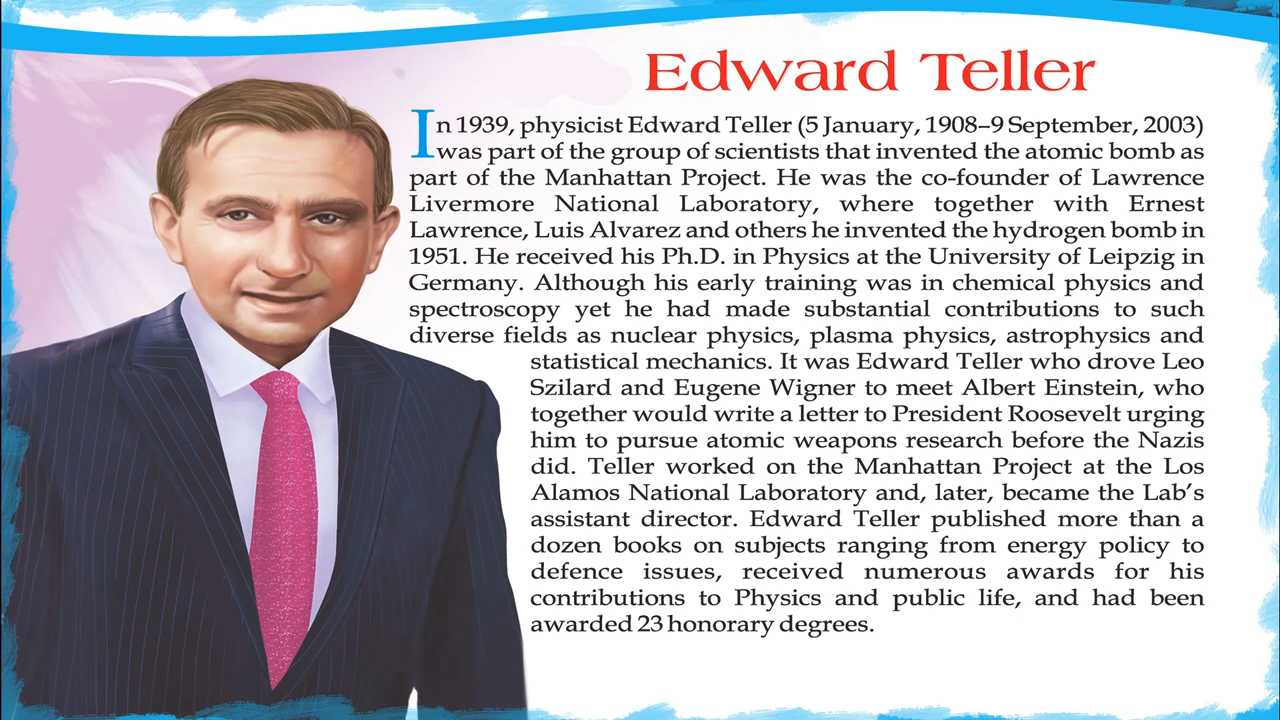 Edward Teller
In 1939, physicist Edward Teller (5 January, 1908–9 September, 2003)
was part of the group of scientists that invented the atomic bomb as
part of the Manhattan Project. He was the co-founder of Lawrence
Livermore National Laboratory, where together with Ernest
Lawrence, Luis Alvarez and others he invented the hydrogen bomb in
1951. He received his Ph.D. in Physics at the University of Leipzig in
Germany. Although his early training was in chemical physics and
spectroscopy yet he had made substantial contributions to such
diverse fields as nuclear physics, plasma physics, astrophysics and
statistical mechanics. It was Edward Teller who drove Leo
Szilard and Eugene Wigner to meet Albert Einstein, who
together would write a letter to President Roosevelt urging
him to pursue atomic weapons research before the Nazis
did. Teller worked on the Manhattan Project at the Los
Alamos National Laboratory and, later, became the Lab’s
assistant director. Edward Teller published more than a
dozen books on subjects ranging from energy policy to
defence issues, received numerous awards for his
contributions to Physics and public life, and had been
awarded 23 honorary degrees.